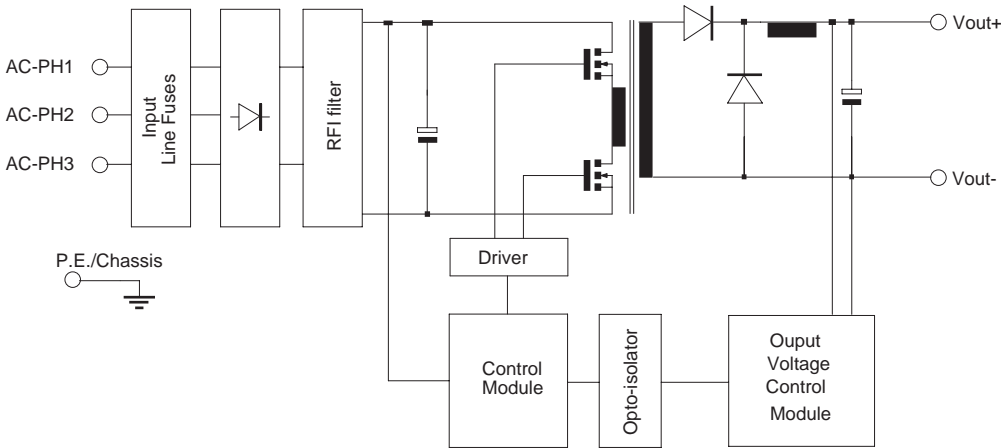 AC-PH1
AC-PH2
AC-PH3
Input
Line Fuses
RFI filter
Vout+
Vout-
P.E./Chassis
Driver
Control
Module
Opto-isolator
Ouput
Voltage
Control
Module